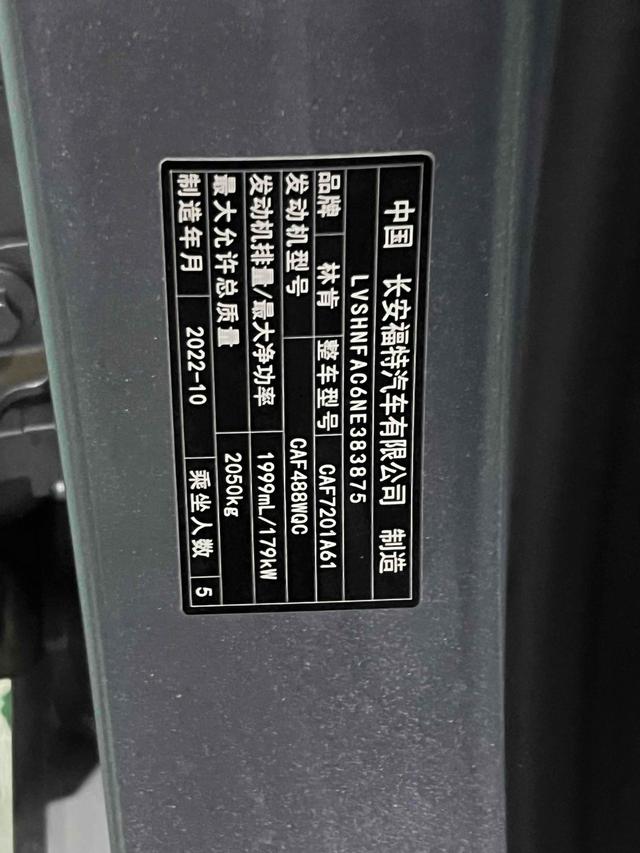 中国 长安福特汽车有限公司 制造
LVSHNFAC6NE383875
品牌 林肯 整车型号 CAF7201A61
发动机型号 CAF488WQC
发动机排量/最大净功率 1999mL/179kW
最大允许总质量 2050kg
制造年月 2022-10 乘坐人数 5